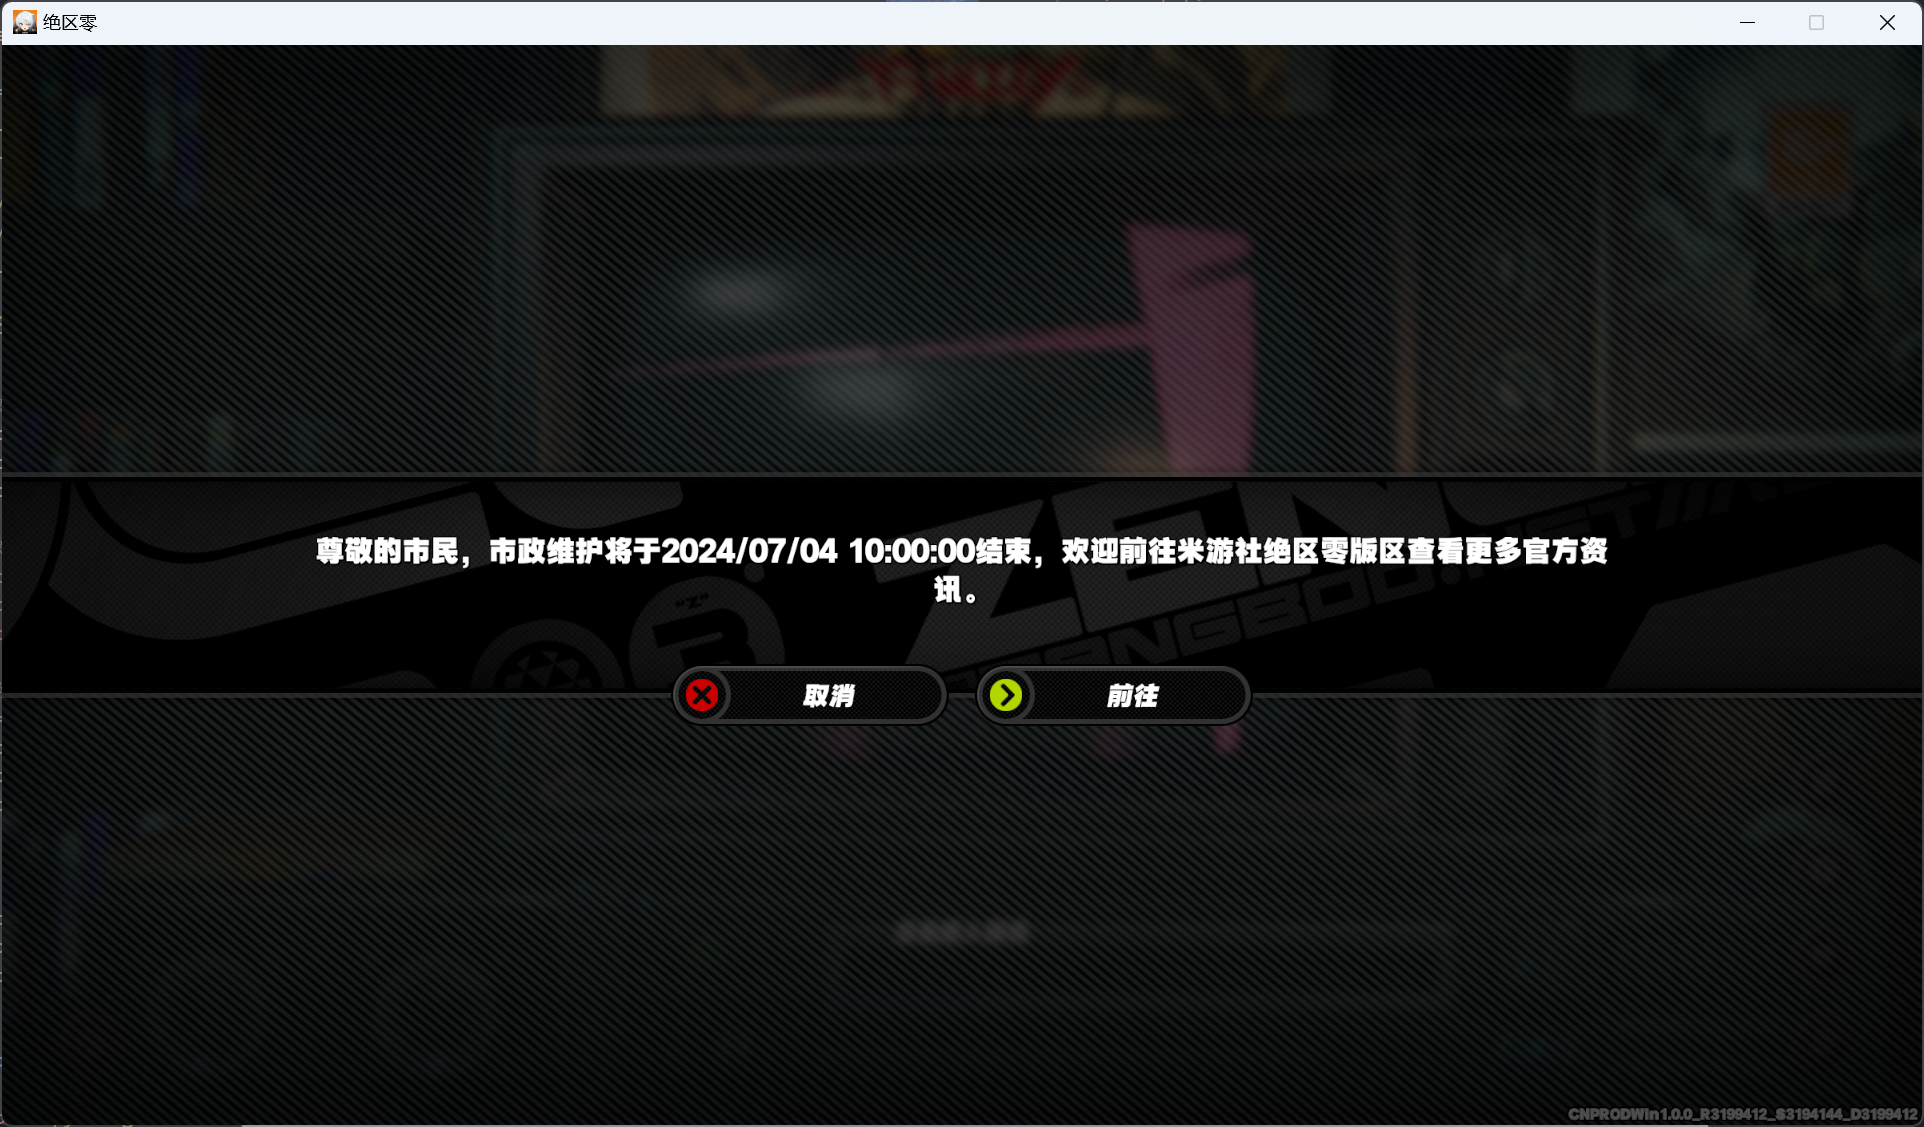 绝区零
尊敬的市民，市政维护将于2024/07/04 10:00:00结束，欢迎前往米游社绝区零版区查看更多官方资
讯。
取消
前往
CNPRODWin1.0.0_R3199412_S3194144_D3199412